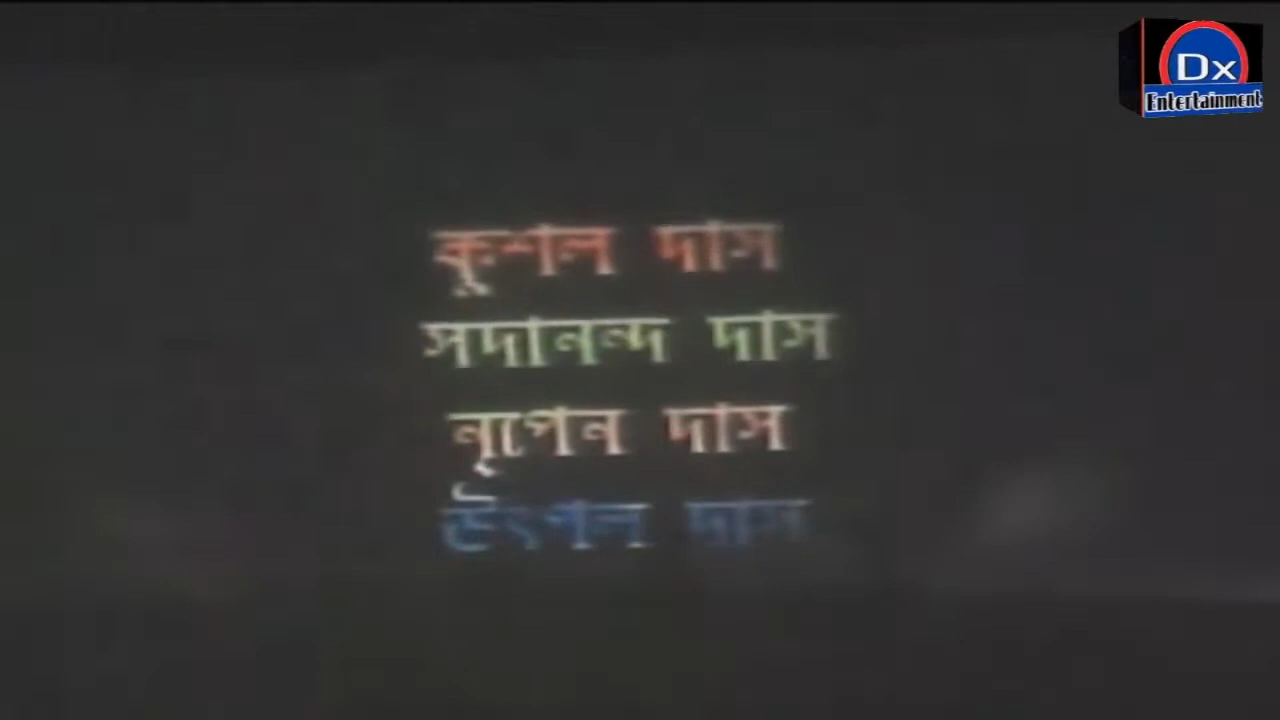 Dx
Entertainment
কুশল দাস
সদানন্দ দাস
নৃপেন দাস
উৎপল দাস